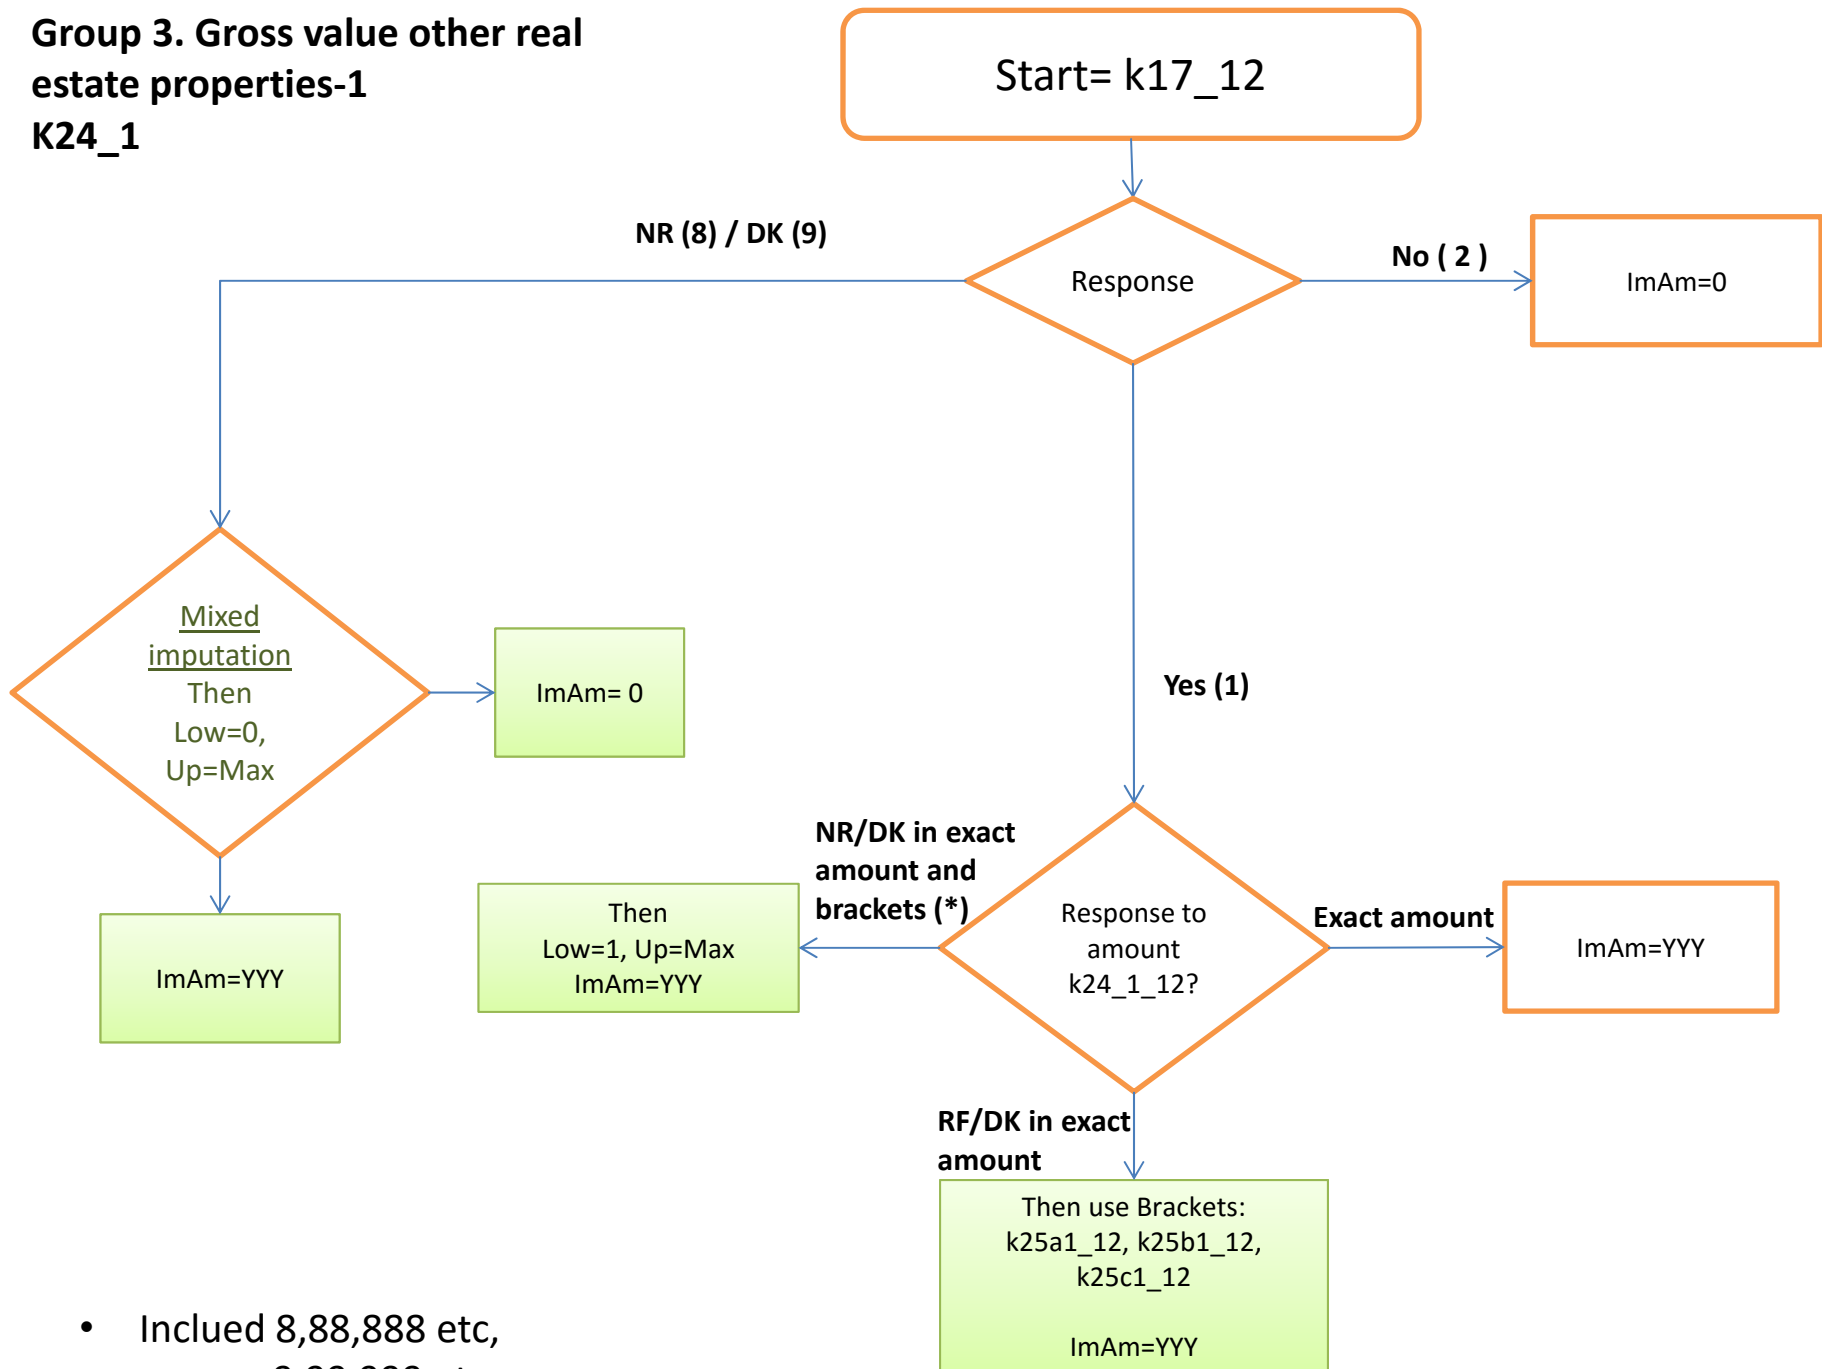 Group 3. Gross value other real
estate properties-1
K24_1
Start= k17_12
NR (8) / DK (9)
Response
No ( 2 )
ImAm=0
Mixed
imputation
Then
Low=0,
Up=Max
ImAm= 0
Yes (1)
ImAm=YYY
NR/DK in exact
amount and
brackets (*)
Then
Low=1, Up=Max
ImAm=YYY
Response to
amount
k24_1_12?
Exact amount
ImAm=YYY
RF/DK in exact
amount
Then use Brackets:
k25a1_12, k25b1_12,
k25c1_12
ImAm=YYY
• Inclued 8,88,888 etc,